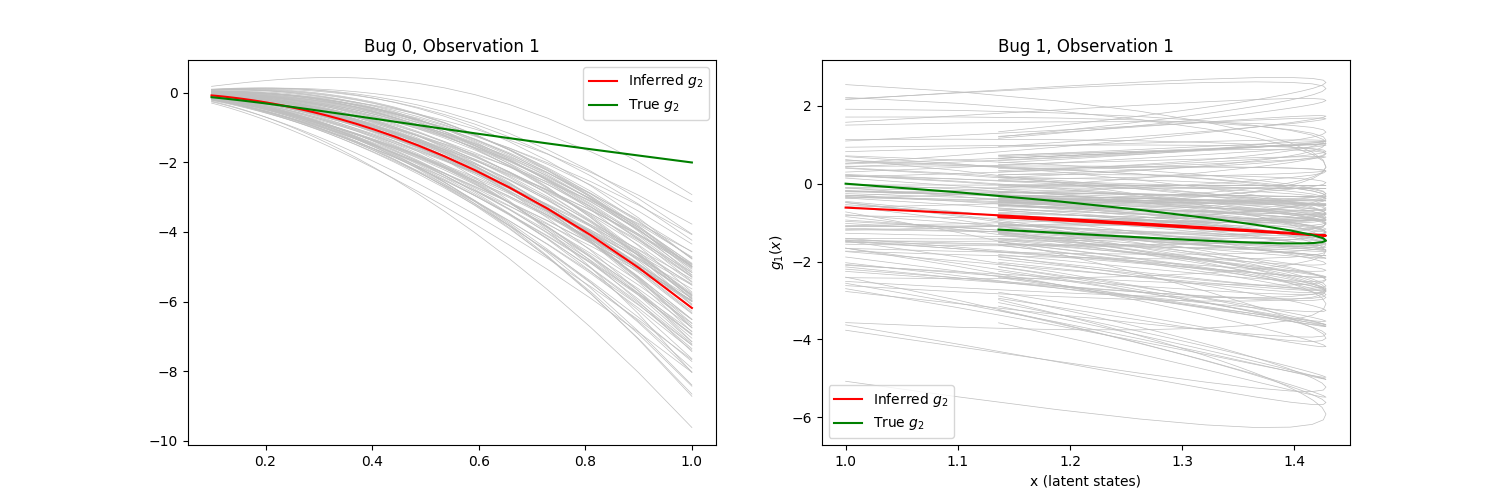 Bug 0, Observation 1
Inferred g₂
True g₂
0
−2
−4
−6
−8
−10
0.2 0.4 0.6 0.8 1.0
Bug 1, Observation 1
g₁(x)
2
0
−2
−4
−6
Inferred g₂
True g₂
1.0 1.1 1.2 1.3 1.4
x (latent states)